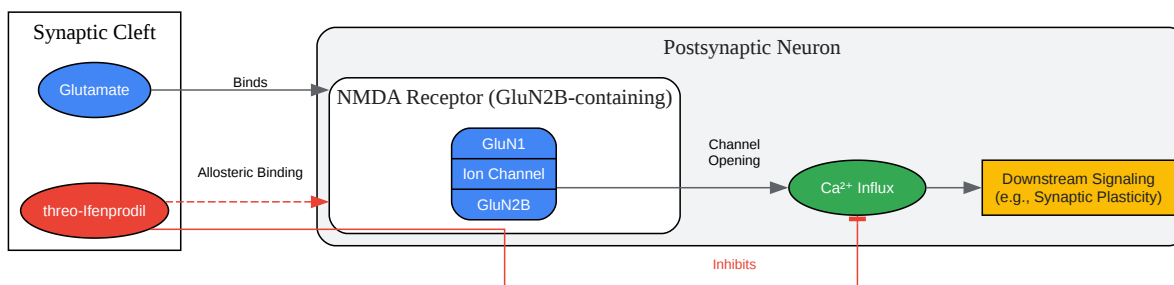 Synaptic Cleft
Postsynaptic Neuron
Glutamate
Binds
NMDA Receptor (GluN2B-containing)
GluN1
Ion Channel
GluN2B
Channel
Opening
Allosteric Binding
threo-Ifenprodil
Ca²⁺ Influx
Downstream Signaling
(e.g., Synaptic Plasticity)
Inhibits